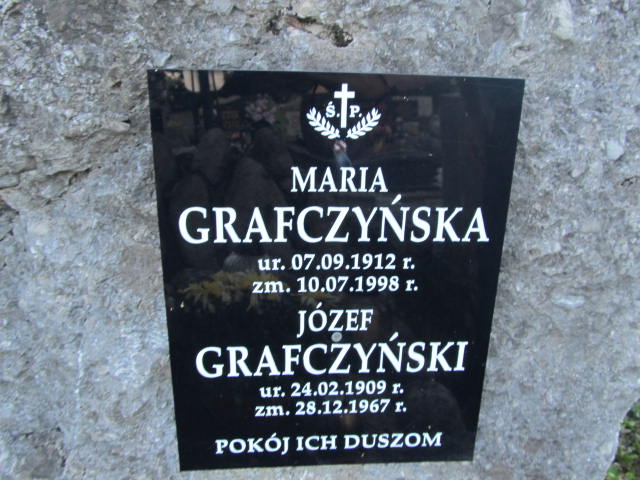 Ś. P.
MARIA
GRAFCZYŃSKA
ur. 07.09.1912 r.
zm. 10.07.1998 r.
JÓZEF
GRAFCZYŃSKI
ur. 24.02.1909 r.
zm. 28.12.1967 r.
POKÓJ ICH DUSZOM